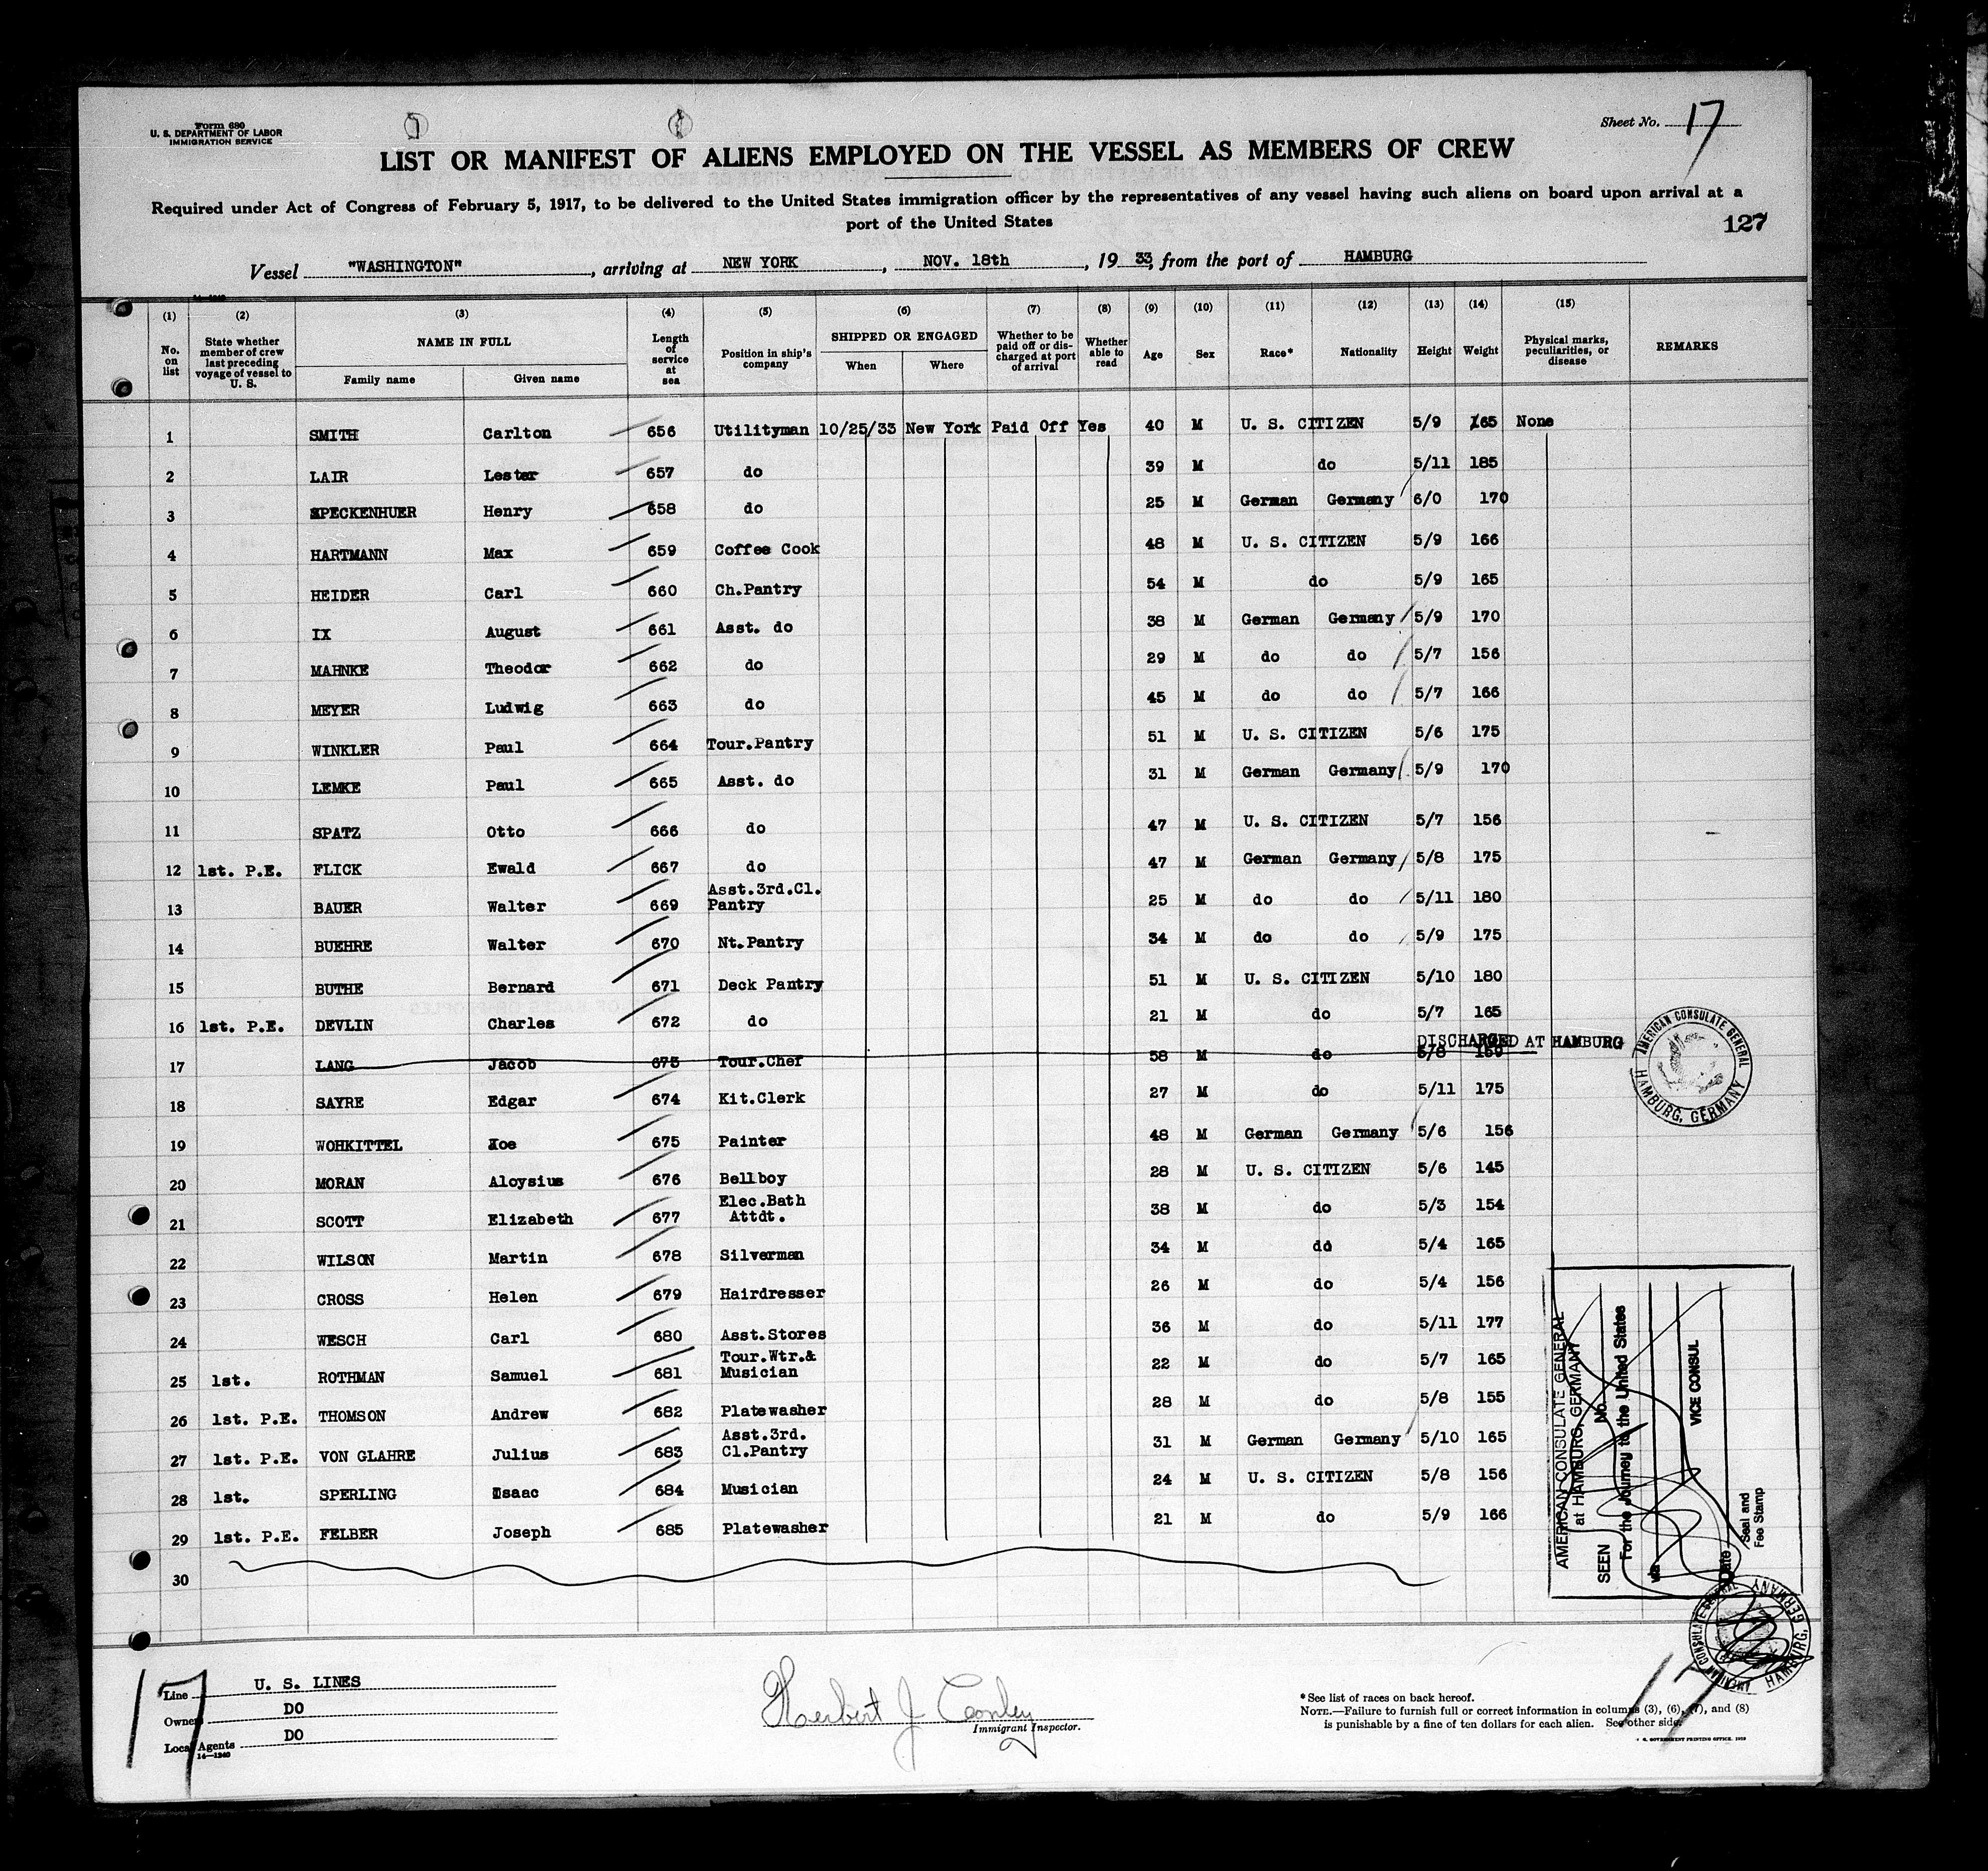 Form 680
U. S. DEPARTMENT OF LABOR
IMMIGRATION SERVICE
Sheet No. 17
LIST OR MANIFEST OF ALIENS EMPLOYED ON THE VESSEL AS MEMBERS OF CREW
Required under Act of Congress of February 5, 1917, to be delivered to the United States immigration officer by the representatives of any vessel having such aliens on board upon arrival at a
port of the United States
127
Vessel "WASHINGTON", arriving at NEW YORK, NOV. 18th, 19 33, from the port of HAMBURG
(1) (2) (3) (4) (5) (6) (7) (8) (9) (10) (11) (12) (13) (14) (15)
No. on list State whether member of crew last preceding voyage of vessel to U. S. NAME IN FULL Family name Given name Length of service at sea Position in ship's company SHIPPED OR ENGAGED When Where Whether to be paid off or discharged at port of arrival Whether able to read Age Sex Race* Nationality Height Weight Physical marks, peculiarities, or disease REMARKS
1 SMITH Carlton 656 Utilityman 10/25/33 New York Paid Off Yes 40 M U. S. CITIZEN 5/9 165 None
2 LAIR Lester 657 do 39 M do 5/11 185
3 SPECKENHUER Henry 658 do 25 M German Germany 6/0 170
4 HARTMANN Max 659 Coffee Cook 48 M U. S. CITIZEN 5/9 166
5 HEIDER Carl 660 Ch.Pantry 54 M do 5/9 165
6 IX August 661 Asst. do 38 M German Germany 5/9 170
7 MAHNKE Theodor 662 do 29 M do do 5/7 156
8 MEYER Ludwig 663 do 45 M do do 5/7 166
9 WINKLER Paul 664 Tour.Pantry 51 M U. S. CITIZEN 5/6 175
10 LEMKE Paul 665 Asst. do 31 M German Germany 5/9 170
11 SPATZ Otto 666 do 47 M U. S. CITIZEN 5/7 156
12 1st. P.E. FLICK Ewald 667 do 47 M German Germany 5/8 175
13 BAUER Walter 669 Asst.3rd.Cl. Pantry 25 M do do 5/11 180
14 BUEHRE Walter 670 Nt.Pantry 34 M do do 5/9 175
15 BUTHE Bernard 671 Deck Pantry 51 M U. S. CITIZEN 5/10 180
16 1st. P.E. DEVLIN Charles 672 do 21 M do 5/7 165
DISCHARGED AT HAMBURG
17 LANG Jacob 673 Tour.Chef 58 M do 5/8 159
AMERICAN CONSULATE GENERAL HAMBURG, GERMANY
18 SAYRE Edgar 674 Kit.Clerk 27 M do 5/11 175
19 WOHKITTEL Joe 675 Painter 48 M German Germany 5/6 156
20 MORAN Aloysius 676 Bellboy 28 M U. S. CITIZEN 5/6 145
21 SCOTT Elizabeth 677 Elec.Bath Attdt. 38 M do 5/3 154
22 WILSON Martin 678 Silverman 34 M do 5/4 165
23 CROSS Helen 679 Hairdresser 26 M do 5/4 156
24 WESCH Carl 680 Asst.Stores 36 M do 5/11 177
25 1st. ROTHMAN Samuel 681 Tour.Wtr.& Musician 22 M do 5/7 165
26 1st. P.E. THOMSON Andrew 682 Platewasher 28 M do 5/8 155
27 1st. P.E. VON GLAHRE Julius 683 Asst.3rd. Cl.Pantry 31 M German Germany 5/10 165
28 1st. SPERLING Isaac 684 Musician 24 M U. S. CITIZEN 5/8 156
29 1st. P.E. FELBER Joseph 685 Platewasher 21 M do 5/9 166
30
AMERICAN CONSULATE GENERAL
at HAMBURG, GERMANY
SEEN No.
For the Journey to the United States
via
VICE CONSUL
Date
Seal and
Fee Stamp
AMERICAN CONSULATE GENERAL HAMBURG, GERMANY
17
Line U. S. LINES
Owners DO
Local Agents DO
14—1240
Herbert J Conley
Immigrant Inspector.
17
*See list of races on back hereof.
NOTE.—Failure to furnish full or correct information in columns (3), (6), (7), and (8)
is punishable by a fine of ten dollars for each alien. See other side.